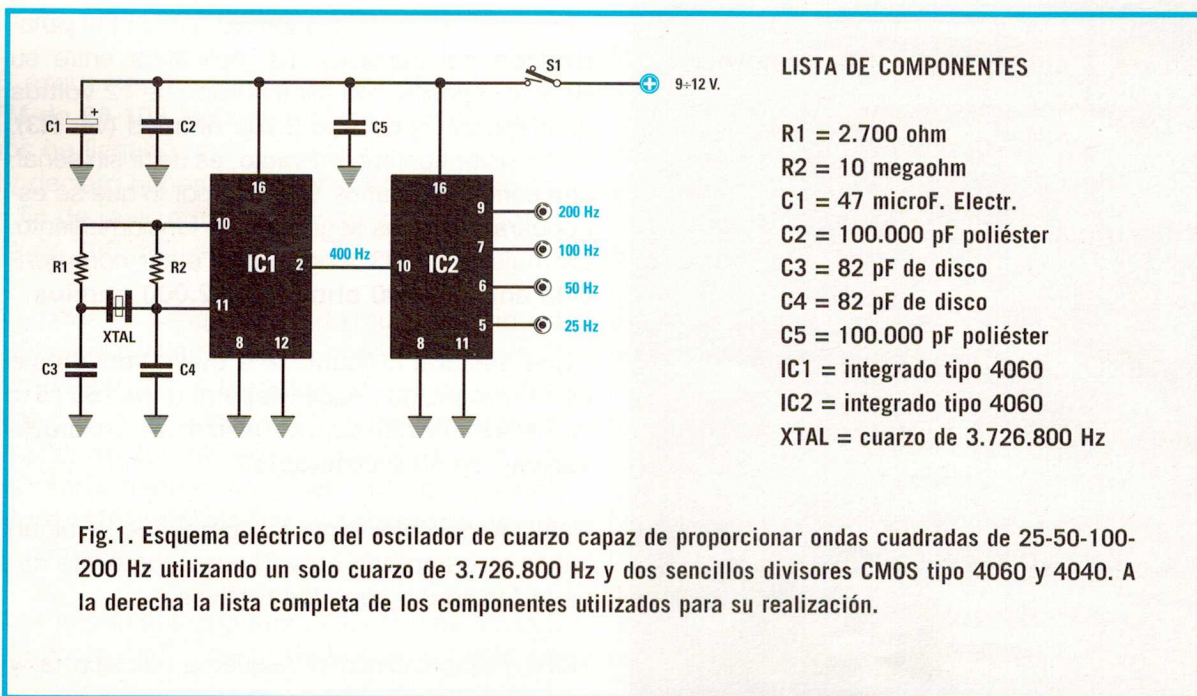 S1
9÷12 V.
C1
+
C2
C5
16
16
10
R1
R2
IC1
2
400 Hz
10
IC2
9
200 Hz
7
100 Hz
6
50 Hz
5
25 Hz
11
XTAL
C3
C4
8
12
8
11
LISTA DE COMPONENTES
R1 = 2.700 ohm
R2 = 10 megaohm
C1 = 47 microF. Electr.
C2 = 100.000 pF poliéster
C3 = 82 pF de disco
C4 = 82 pF de disco
C5 = 100.000 pF poliéster
IC1 = integrado tipo 4060
IC2 = integrado tipo 4060
XTAL = cuarzo de 3.726.800 Hz
Fig.1. Esquema eléctrico del oscilador de cuarzo capaz de proporcionar ondas cuadradas de 25-50-100-
200 Hz utilizando un solo cuarzo de 3.726.800 Hz y dos sencillos divisores CMOS tipo 4060 y 4040. A
la derecha la lista completa de los componentes utilizados para su realización.